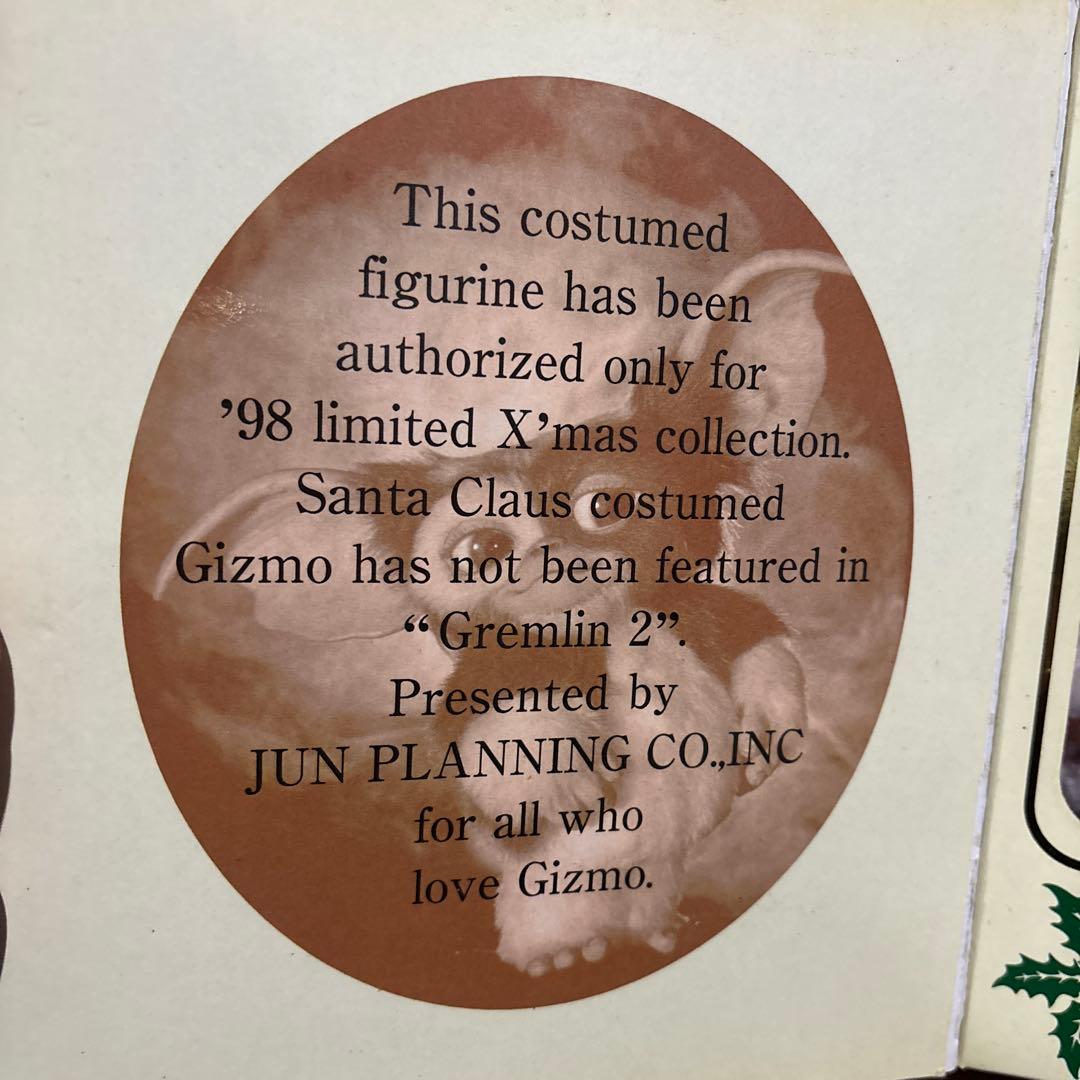 This costumed
figurine has been
authorized only for
’98 limited X’mas collection.
Santa Claus costumed
Gizmo has not been featured in
“Gremlin 2”.
Presented by
JUN PLANNING CO.,INC
for all who
love Gizmo.